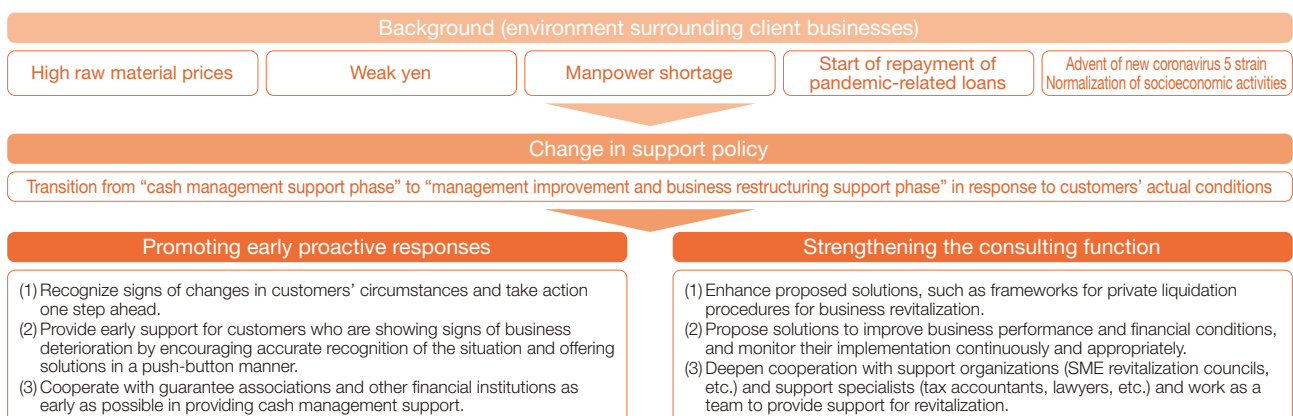 Background (environment surrounding client businesses)
High raw material prices
Weak yen
Manpower shortage
Start of repayment of
pandemic-related loans
Advent of new coronavirus 5 strain
Normalization of socioeconomic activities
Change in support policy
Transition from “cash management support phase” to “management improvement and business restructuring support phase” in response to customers’ actual conditions
Promoting early proactive responses
(1) Recognize signs of changes in customers’ circumstances and take action
one step ahead.
(2) Provide early support for customers who are showing signs of business
deterioration by encouraging accurate recognition of the situation and offering
solutions in a push-button manner.
(3) Cooperate with guarantee associations and other financial institutions as
early as possible in providing cash management support.
Strengthening the consulting function
(1) Enhance proposed solutions, such as frameworks for private liquidation
procedures for business revitalization.
(2) Propose solutions to improve business performance and financial conditions,
and monitor their implementation continuously and appropriately.
(3) Deepen cooperation with support organizations (SME revitalization councils,
etc.) and support specialists (tax accountants, lawyers, etc.) and work as a
team to provide support for revitalization.